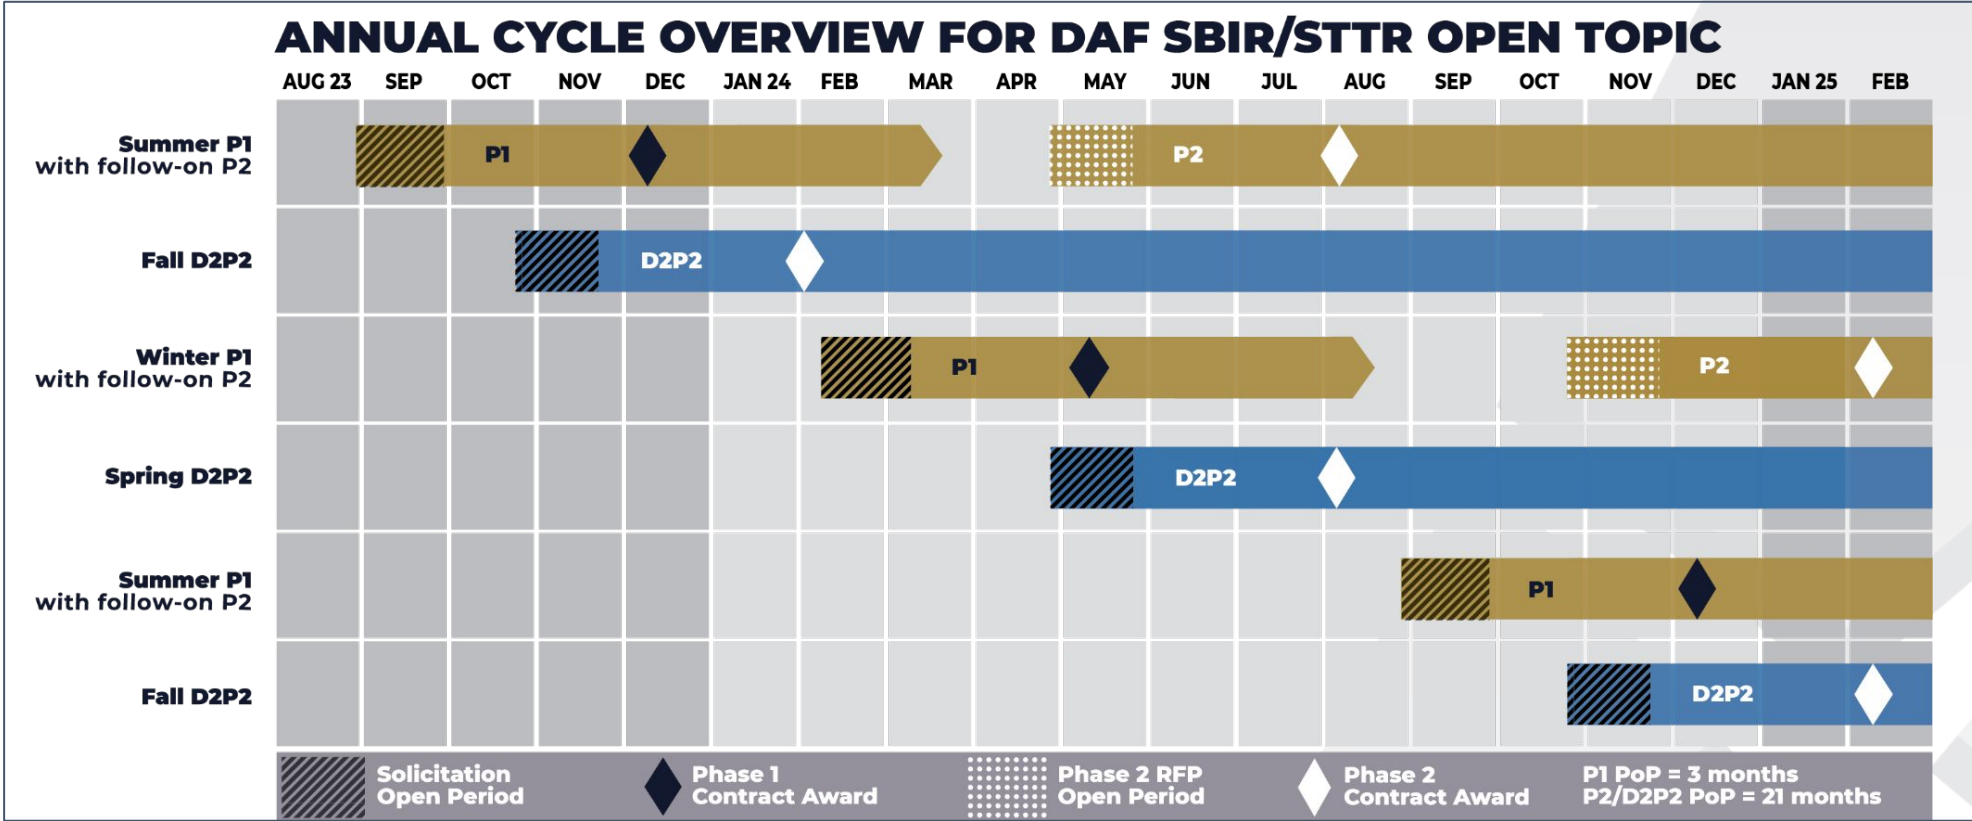 ANNUAL CYCLE OVERVIEW FOR DAF SBIR/STTR OPEN TOPIC
AUG 23 SEP OCT NOV DEC JAN 24 FEB MAR APR MAY JUN JUL AUG SEP OCT NOV DEC JAN 25 FEB
Summer P1
with follow-on P2
P1
P2
Fall D2P2
D2P2
Winter P1
with follow-on P2
P1
P2
Spring D2P2
D2P2
Summer P1
with follow-on P2
P1
Fall D2P2
D2P2
Solicitation
Open Period
Phase 1
Contract Award
Phase 2 RFP
Open Period
Phase 2
Contract Award
P1 PoP = 3 months
P2/D2P2 PoP = 21 months